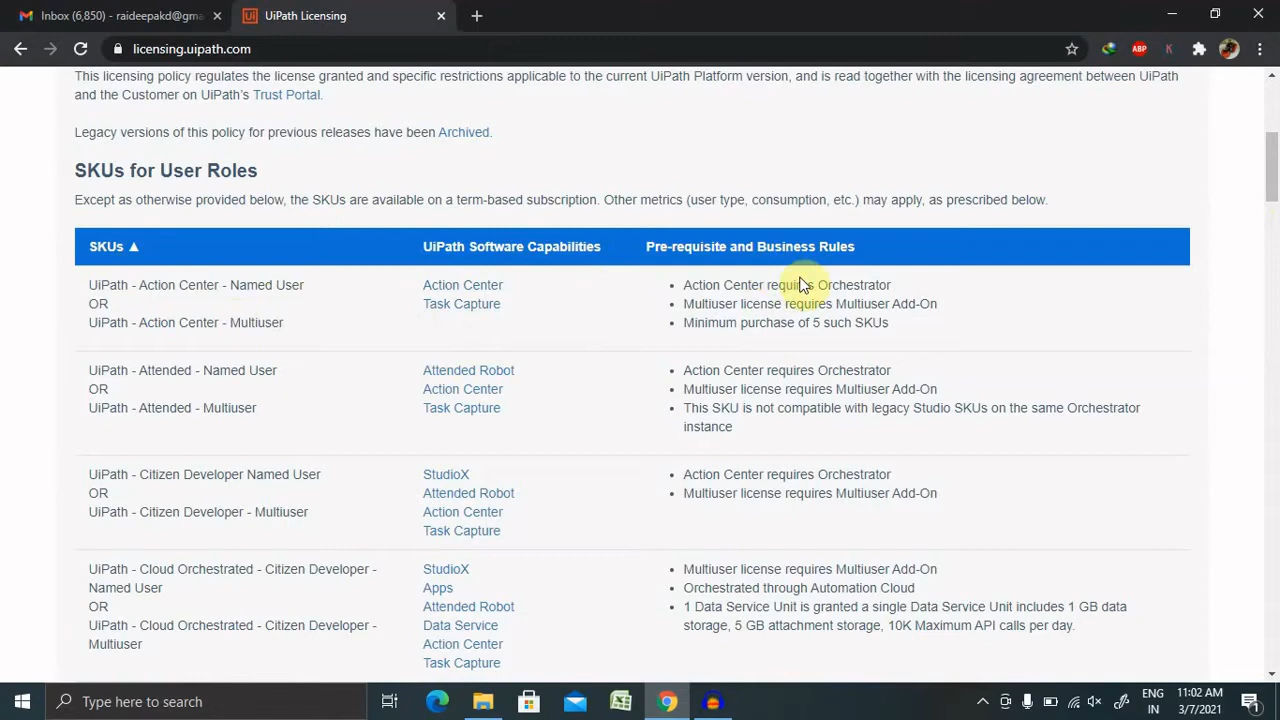 Inbox (6,850) - raideepakd@gma
UiPath Licensing
licensing.uipath.com
ABP
K
This licensing policy regulates the license granted and specific restrictions applicable to the current UiPath Platform version, and is read together with the licensing agreement between UiPath
and the Customer on UiPath's Trust Portal.
Legacy versions of this policy for previous releases have been Archived.
SKUs for User Roles
Except as otherwise provided below, the SKUs are available on a term-based subscription. Other metrics (user type, consumption, etc.) may apply, as prescribed below.
SKUs ▲ UiPath Software Capabilities Pre-requisite and Business Rules
UiPath - Action Center - Named User
OR
UiPath - Action Center - Multiuser
Action Center
Task Capture
• Action Center requires Orchestrator
• Multiuser license requires Multiuser Add-On
• Minimum purchase of 5 such SKUs
UiPath - Attended - Named User
OR
UiPath - Attended - Multiuser
Attended Robot
Action Center
Task Capture
• Action Center requires Orchestrator
• Multiuser license requires Multiuser Add-On
• This SKU is not compatible with legacy Studio SKUs on the same Orchestrator
instance
UiPath - Citizen Developer Named User
OR
UiPath - Citizen Developer - Multiuser
StudioX
Attended Robot
Action Center
Task Capture
• Action Center requires Orchestrator
• Multiuser license requires Multiuser Add-On
UiPath - Cloud Orchestrated - Citizen Developer -
Named User
OR
UiPath - Cloud Orchestrated - Citizen Developer -
Multiuser
StudioX
Apps
Attended Robot
Data Service
Action Center
Task Capture
• Multiuser license requires Multiuser Add-On
• Orchestrated through Automation Cloud
• 1 Data Service Unit is granted a single Data Service Unit includes 1 GB data
storage, 5 GB attachment storage, 10K Maximum API calls per day.
Type here to search
ENG
IN
11:02 AM
3/7/2021
1